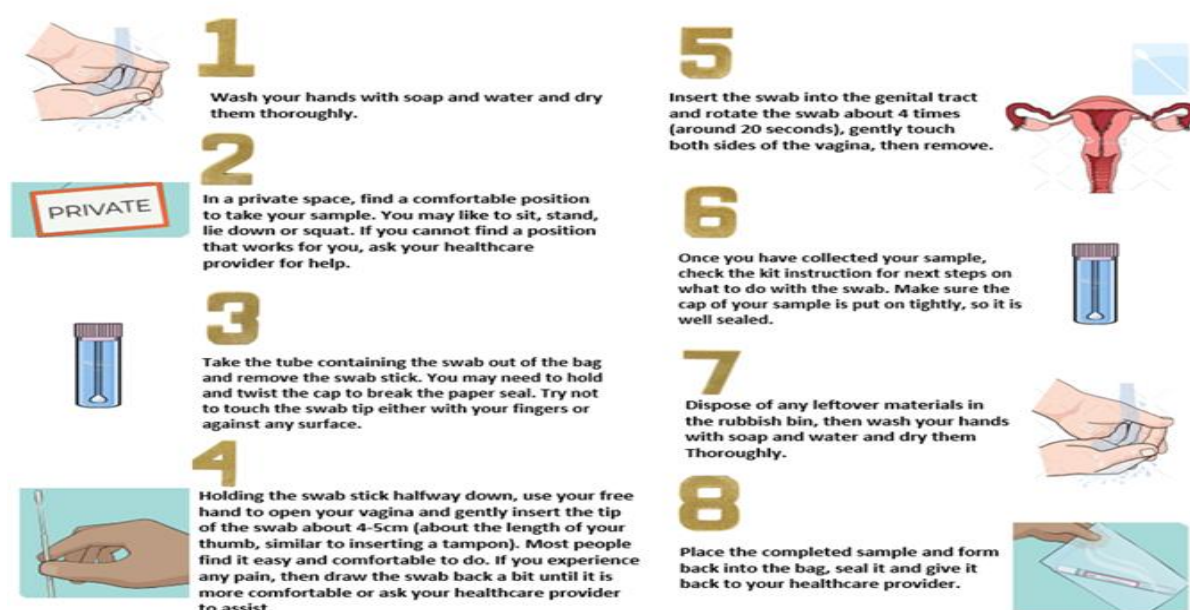 1
Wash your hands with soap and water and dry
them thoroughly.
2
PRIVATE
In a private space, find a comfortable position
to take your sample. You may like to sit, stand,
lie down or squat. If you cannot find a position
that works for you, ask your healthcare
provider for help.
3
Take the tube containing the swab out of the bag
and remove the swab stick. You may need to hold
and twist the cap to break the paper seal. Try not
to touch the swab tip either with your fingers or
against any surface.
4
Holding the swab stick halfway down, use your free
hand to open your vagina and gently insert the tip
of the swab about 4-5cm (about the length of your
thumb, similar to inserting a tampon). Most people
find it easy and comfortable to do. If you experience
any pain, then draw the swab back a bit until it is
more comfortable or ask your healthcare provider
to assist
5
Insert the swab into the genital tract
and rotate the swab about 4 times
(around 20 seconds), gently touch
both sides of the vagina, then remove.
6
Once you have collected your sample,
check the kit instruction for next steps on
what to do with the swab. Make sure the
cap of your sample is put on tightly, so it is
well sealed.
7
Dispose of any leftover materials in
the rubbish bin, then wash your hands
with soap and water and dry them
Thoroughly.
8
Place the completed sample and form
back into the bag, seal it and give it
back to your healthcare provider.